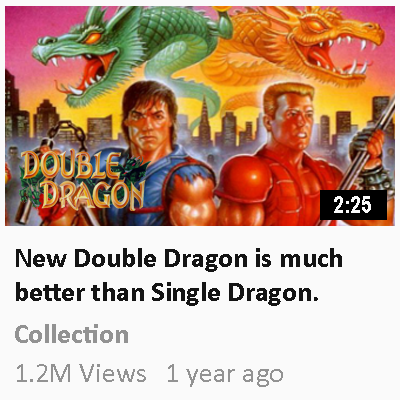 DOUBLE
DRAGON
2:25
New Double Dragon is much
better than Single Dragon.
Collection
1.2M Views 1 year ago